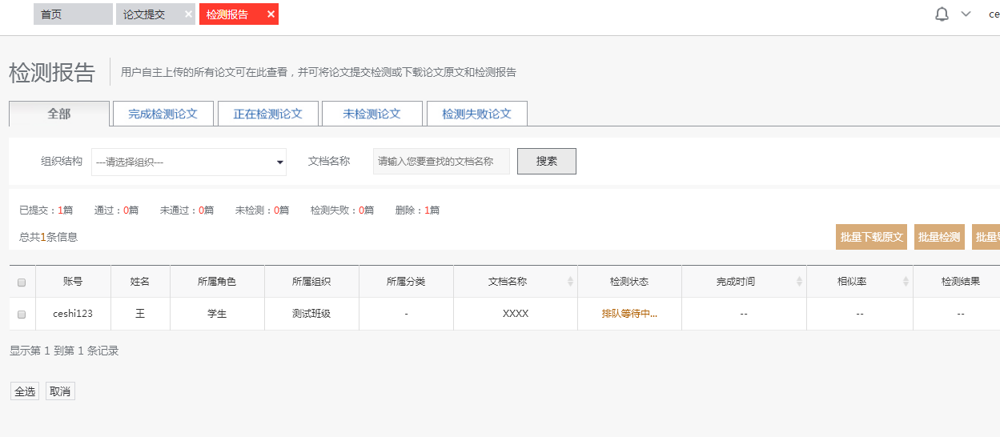 首页 论文提交 × 检测报告 ×
检测报告 用户自主上传的所有论文可在此查看，并可将论文提交检测或下载论文原文和检测报告
全部 完成检测论文 正在检测论文 未检测论文 检测失败论文
组织结构 ---请选择组织--- 文档名称 请输入您要查找的文档名称 搜索
已提交：1篇 通过：0篇 未通过：0篇 未检测：0篇 检测失败：0篇 删除：1篇
总共1条信息 批量下载原文 批量检测 批量
账号 姓名 所属角色 所属组织 所属分类 文档名称 检测状态 完成时间 相似率 检测结果
ceshi123 王 学生 测试班级 - XXXX 排队等待中... -- -- --
显示第 1 到第 1 条记录
全选 取消